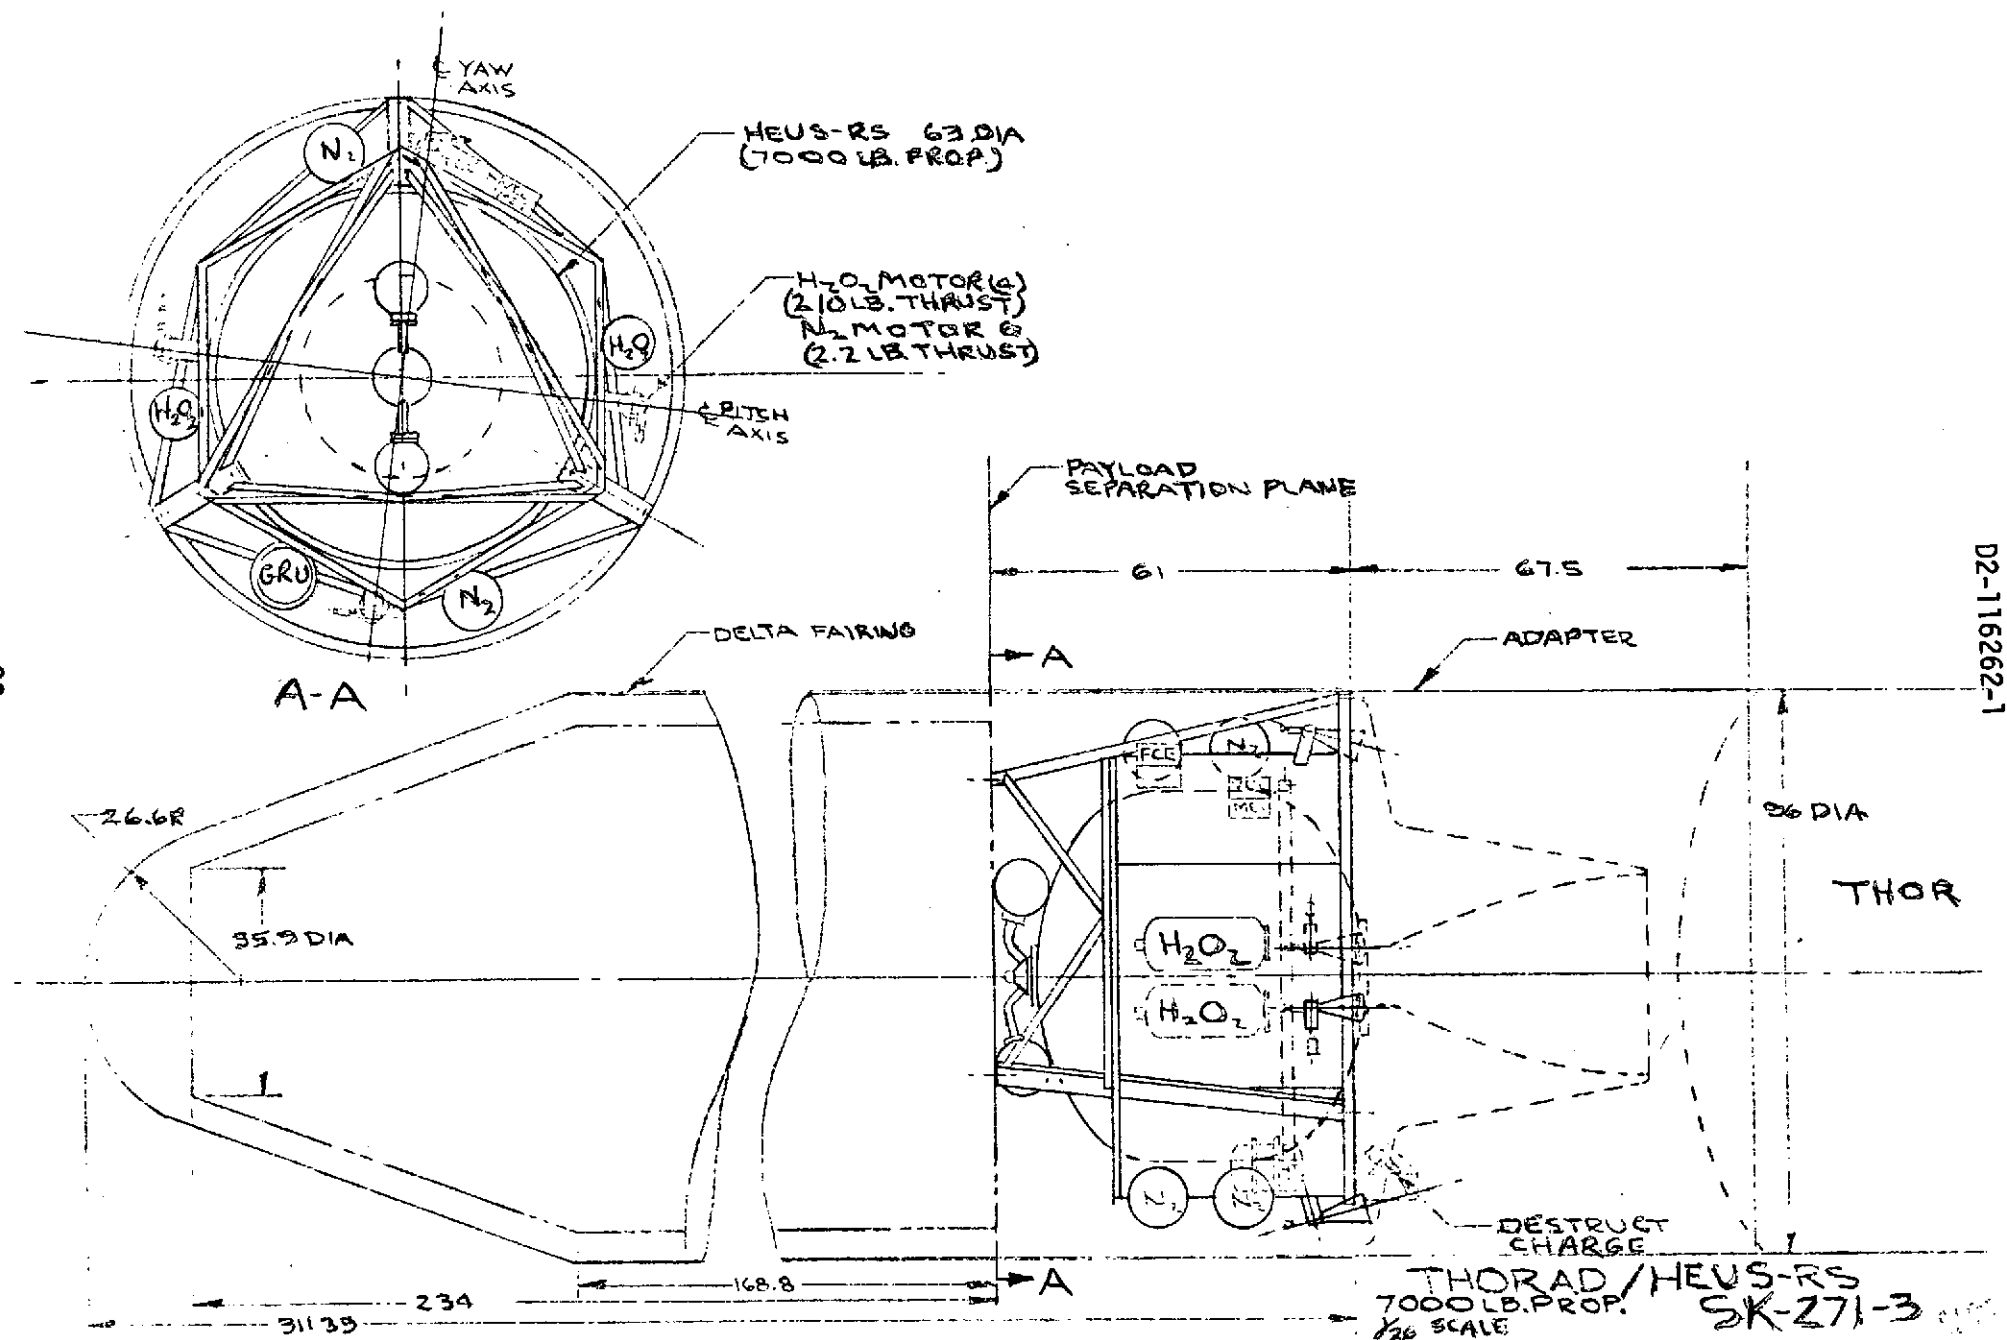 ℄ YAW
AXIS
HEUS-RS 63 DIA
(7000 LB. PROP.)
N₂
H₂O₂ MOTOR (4)
(210 LB. THRUST)
N₂ MOTOR 6
(2.2 LB. THRUST)
H₂O₂
H₂O₂
℄ PITCH
AXIS
GRU
N₂
A-A
PAYLOAD
SEPARATION PLANE
61
67.5
D2-116262-1
DELTA FAIRING
A
ADAPTER
FCE
N₂
26.6R
96 DIA
THOR
35.9 DIA
H₂O₂
H₂O₂
DESTRUCT
CHARGE
A
168.8
234
311.39
THORAD/HEUS-RS
7000 LB. PROP.
SK-271-3
1/26 SCALE